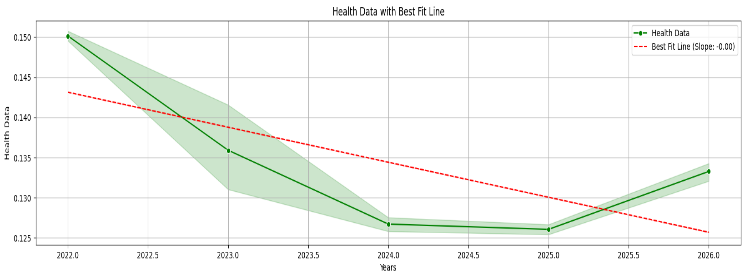 Health Data with Best Fit Line
Health Data
Best Fit Line (Slope: -0.00)
Health Data
0.150
0.145
0.140
0.135
0.130
0.125
2022.0 2022.5 2023.0 2023.5 2024.0 2024.5 2025.0 2025.5 2026.0
Years